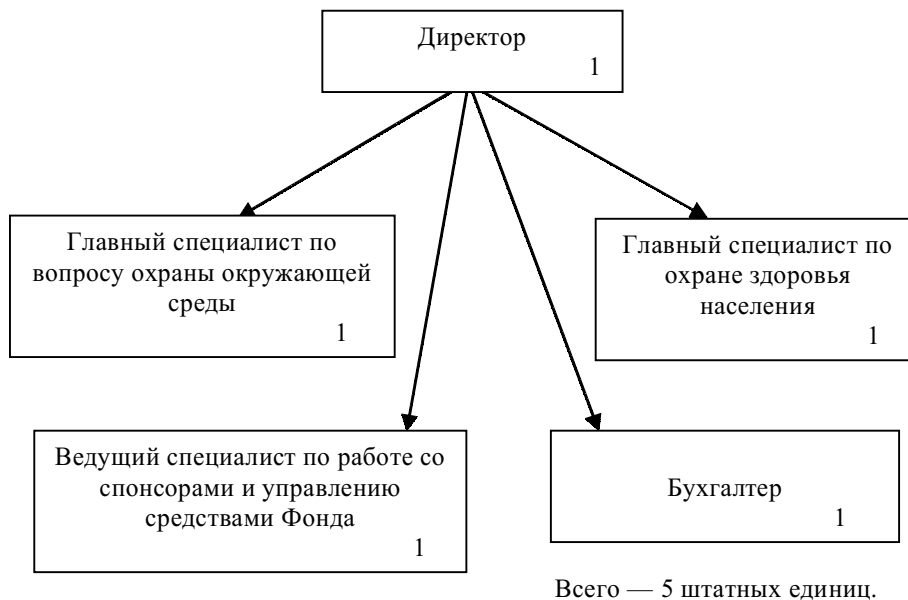 Директор
1
Главный специалист по
вопросу охраны окружающей
среды
1
Главный специалист по
охране здоровья
населения
1
Ведущий специалист по работе со
спонсорами и управлению
средствами Фонда
1
Бухгалтер
1
Всего — 5 штатных единиц.